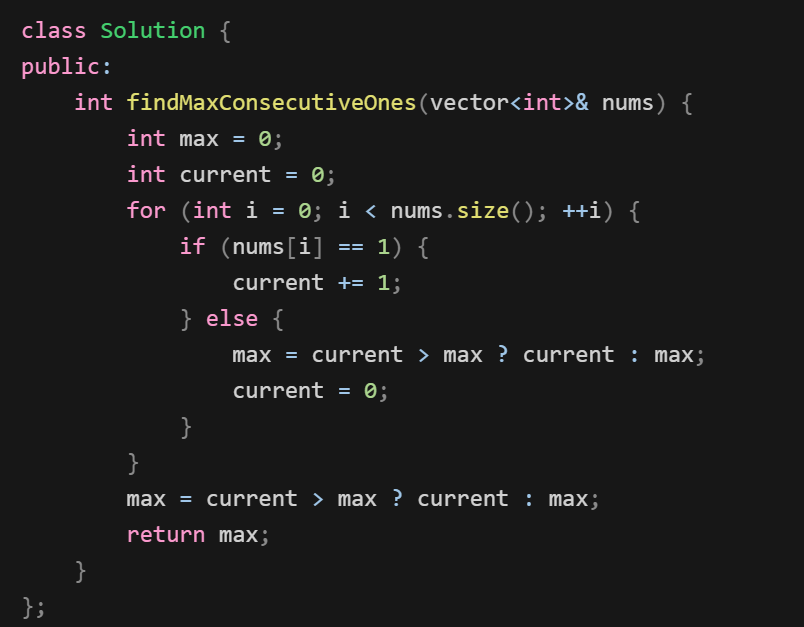 class Solution {
public:
    int findMaxConsecutiveOnes(vector<int>& nums) {
        int max = 0;
        int current = 0;
        for (int i = 0; i < nums.size(); ++i) {
            if (nums[i] == 1) {
                current += 1;
            } else {
                max = current > max ? current : max;
                current = 0;
            }
        }
        max = current > max ? current : max;
        return max;
    }
};